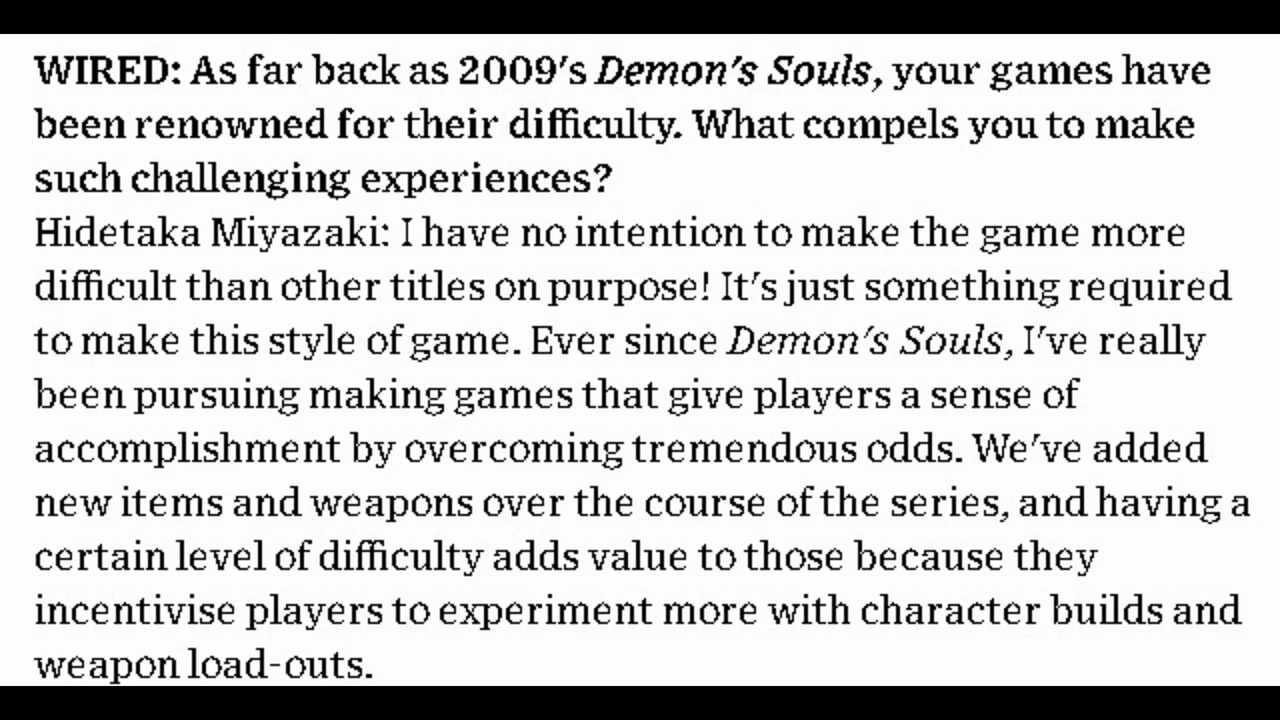 WIRED: As far back as 2009's Demon's Souls, your games have
been renowned for their difficulty. What compels you to make
such challenging experiences?
Hidetaka Miyazaki: I have no intention to make the game more
difficult than other titles on purpose! It's just something required
to make this style of game. Ever since Demon's Souls, I've really
been pursuing making games that give players a sense of
accomplishment by overcoming tremendous odds. We've added
new items and weapons over the course of the series, and having a
certain level of difficulty adds value to those because they
incentivise players to experiment more with character builds and
weapon load-outs.